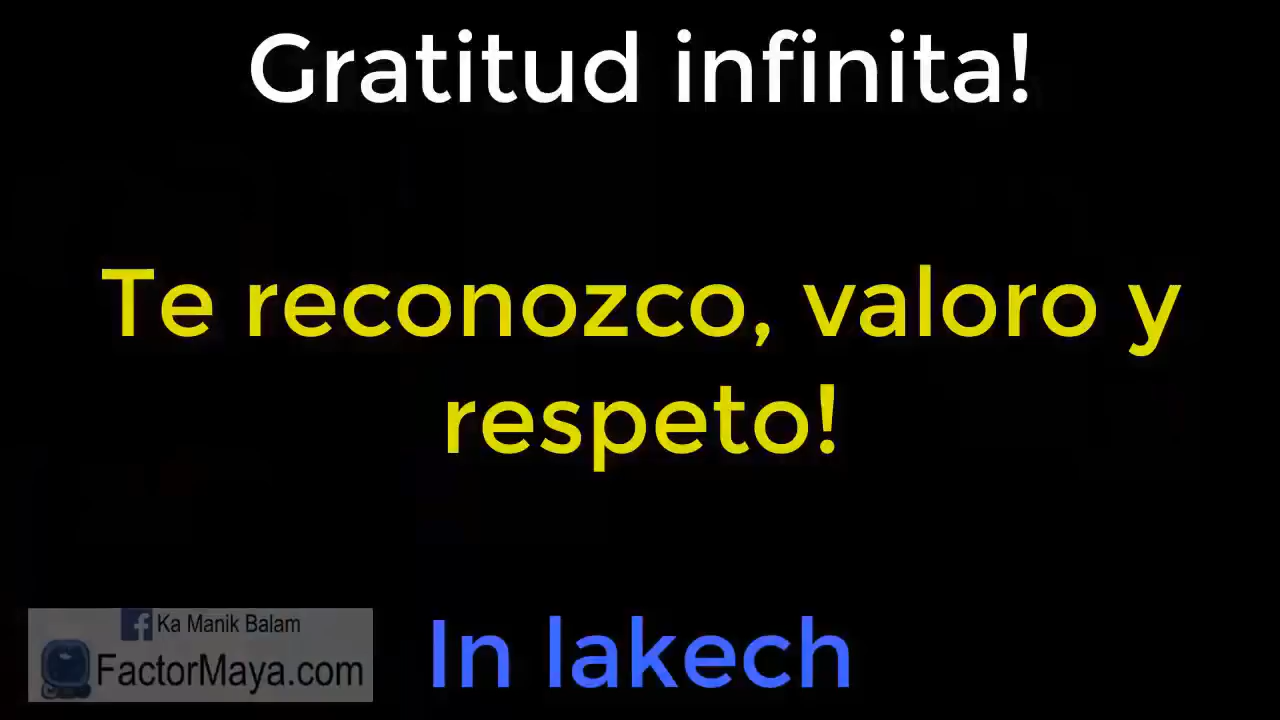 Gratitud infinita!
Te reconozco, valoro y
respeto!
Ka Manik Balam
FactorMaya.com
In lakech